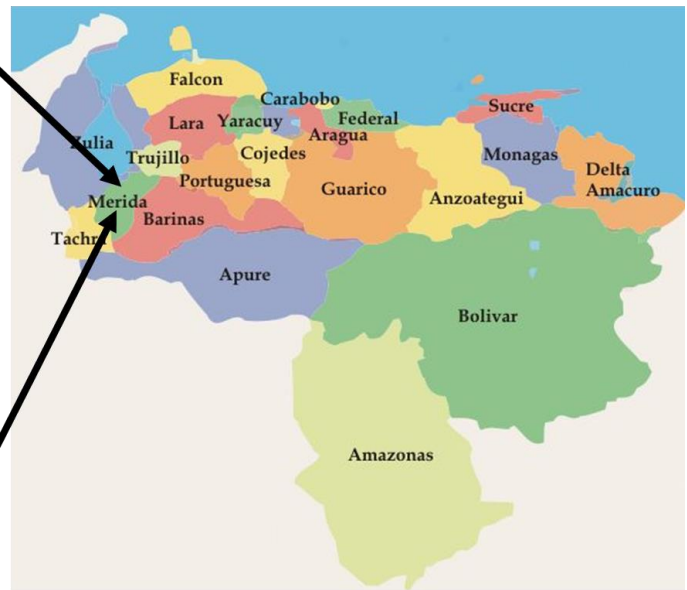 Falcon
Carabobo
Sucre
Lara
Yaracuy
Federal
Aragua
Zulia
Trujillo
Cojedes
Monagas
Delta
Amacuro
Portuguesa
Guarico
Merida
Barinas
Anzoategui
Tachra
Apure
Bolivar
Amazonas